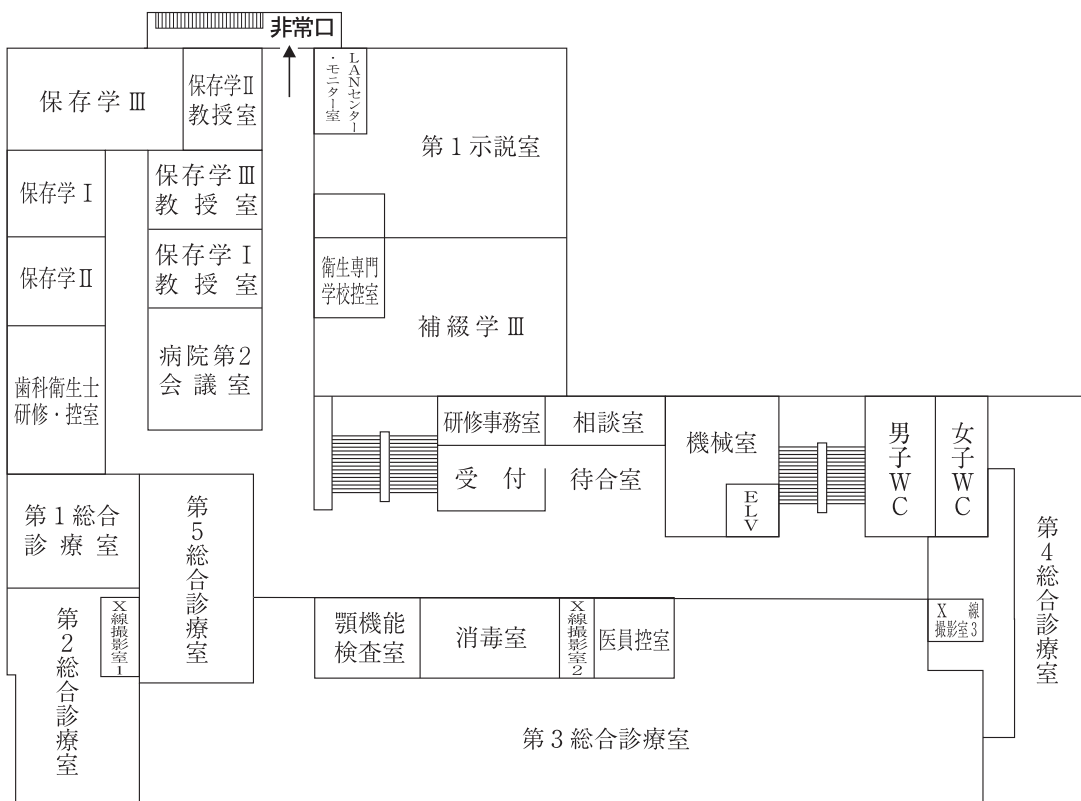 非常口
保存学Ⅲ
保存学Ⅱ
教授室
LANセンター
・モニター室
第1示説室
保存学Ⅰ
保存学Ⅲ
教授室
保存学Ⅱ
保存学Ⅰ
教授室
衛生専門
学校控室
補綴学Ⅲ
歯科衛生士
研修・控室
病院第2
会議室
研修事務室
相談室
受付
待合室
機械室
ELV
男子WC
女子WC
第1総合
診療室
第5総合診療室
第4総合診療室
第2総合診療室
X線撮影室1
顎機能
検査室
消毒室
X線撮影室2
医員控室
X線
撮影室3
第3総合診療室